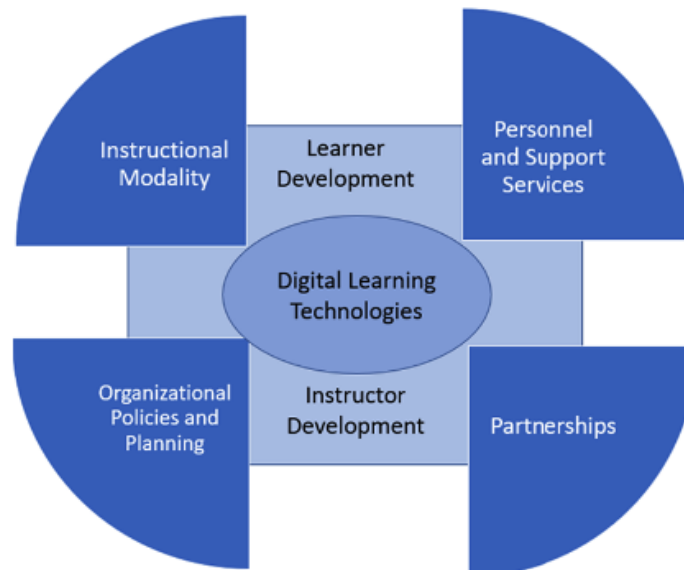 Instructional
Modality
Learner
Development
Personnel
and Support
Services
Digital Learning
Technologies
Organizational
Policies and
Planning
Instructor
Development
Partnerships